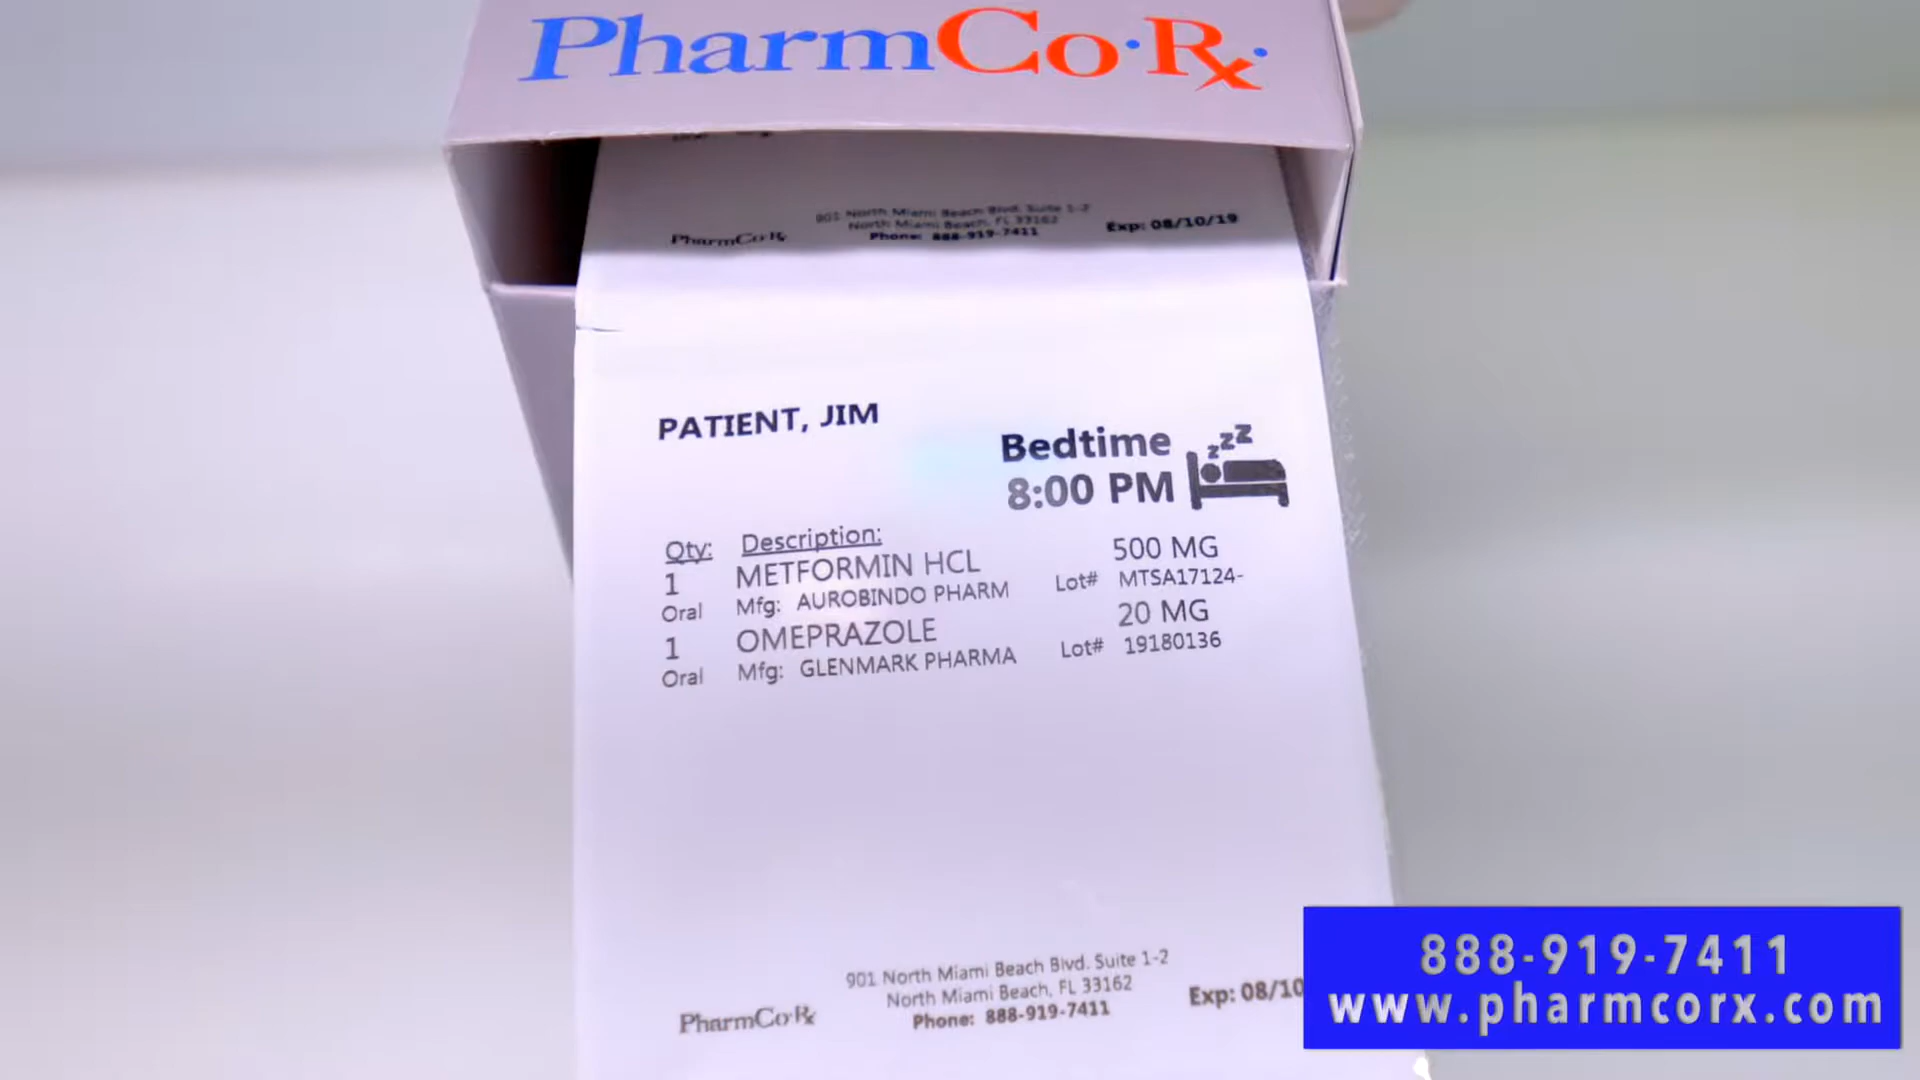 PharmCo·Rx·
901 North Miami Beach Blvd. Suite 1-2
North Miami Beach, FL 33162
PharmCo·Rx
Phone: 888-919-7411
Exp: 08/10/19
PATIENT, JIM
Bedtime
8:00 PM
zzz
Qty: Description:
1 METFORMIN HCL 500 MG
Oral Mfg: AUROBINDO PHARM Lot# MTSA17124-
1 OMEPRAZOLE 20 MG
Oral Mfg: GLENMARK PHARMA Lot# 19180136
901 North Miami Beach Blvd. Suite 1-2
North Miami Beach, FL 33162
PharmCo·Rx
Phone: 888-919-7411
Exp: 08/10
888-919-7411
www.pharmcorx.com